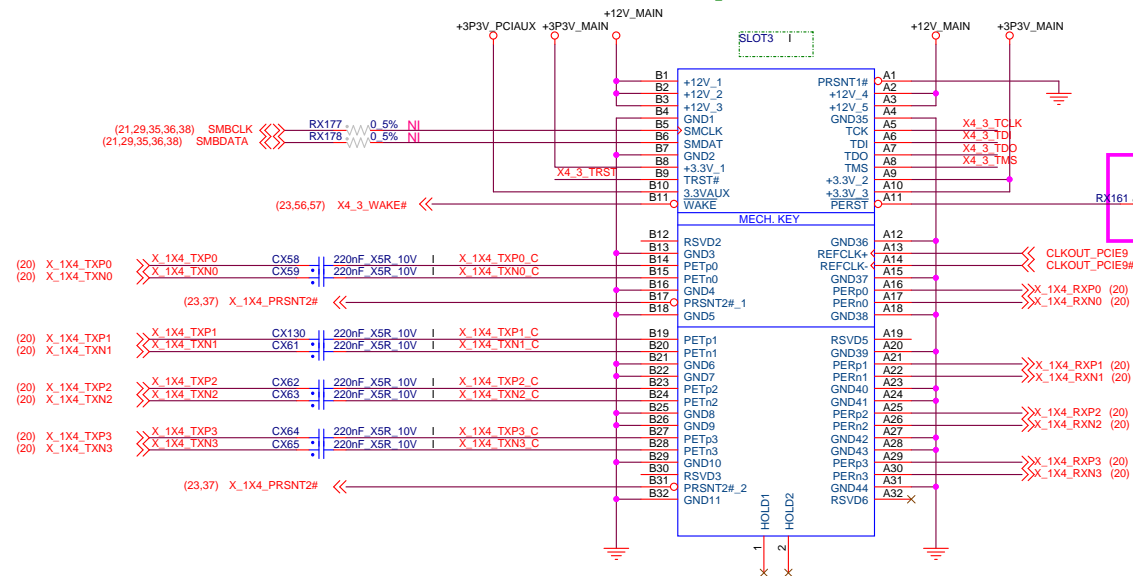 +12V_MAIN
+3P3V_PCIAUX +3P3V_MAIN
+12V_MAIN +3P3V_MAIN
SLOT3 I
B1 +12V_1 PRSNT1# A1
B2 +12V_2 +12V_4 A2
B3 +12V_3 +12V_5 A3
B4 GND1 GND35 A4
(21,29,35,36,38) SMBCLK RX177 0_5% NI B5 SMCLK TCK A5 X4_3_TCLK
(21,29,35,36,38) SMBDATA RX178 0_5% NI B6 SMDAT TDI A6 X4_3_TDI
B7 GND2 TDO A7 X4_3_TDO
B8 +3.3V_1 TMS A8 X4_3_TMS
X4_3_TRST B9 TRST# +3.3V_2 A9
B10 3.3VAUX +3.3V_3 A10
(23,56,57) X4_3_WAKE# B11 WAKE PERST A11 RX161
MECH. KEY
B12 RSVD2 GND36 A12
B13 GND3 REFCLK+ A13 CLKOUT_PCIE9
(20) X_1X4_TXP0 X_1X4_TXP0 CX58 220nF_X5R_10V I X_1X4_TXP0_C B14 PETp0 REFCLK- A14 CLKOUT_PCIE9#
(20) X_1X4_TXN0 X_1X4_TXN0 CX59 220nF_X5R_10V I X_1X4_TXN0_C B15 PETn0 GND37 A15
B16 GND4 PERp0 A16 X_1X4_RXP0 (20)
(23,37) X_1X4_PRSNT2# B17 PRSNT2#_1 PERn0 A17 X_1X4_RXN0 (20)
B18 GND5 GND38 A18
(20) X_1X4_TXP1 X_1X4_TXP1 CX130 220nF_X5R_10V I X_1X4_TXP1_C B19 PETp1 RSVD5 A19
(20) X_1X4_TXN1 X_1X4_TXN1 CX61 220nF_X5R_10V I X_1X4_TXN1_C B20 PETn1 GND39 A20
B21 GND6 PERp1 A21 X_1X4_RXP1 (20)
B22 GND7 PERn1 A22 X_1X4_RXN1 (20)
(20) X_1X4_TXP2 X_1X4_TXP2 CX62 220nF_X5R_10V I X_1X4_TXP2_C B23 PETp2 GND40 A23
(20) X_1X4_TXN2 X_1X4_TXN2 CX63 220nF_X5R_10V I X_1X4_TXN2_C B24 PETn2 GND41 A24
B25 GND8 PERp2 A25 X_1X4_RXP2 (20)
B26 GND9 PERn2 A26 X_1X4_RXN2 (20)
(20) X_1X4_TXP3 X_1X4_TXP3 CX64 220nF_X5R_10V I X_1X4_TXP3_C B27 PETp3 GND42 A27
(20) X_1X4_TXN3 X_1X4_TXN3 CX65 220nF_X5R_10V I X_1X4_TXN3_C B28 PETn3 GND43 A28
B29 GND10 PERp3 A29 X_1X4_RXP3 (20)
B30 RSVD3 PERn3 A30 X_1X4_RXN3 (20)
(23,37) X_1X4_PRSNT2# B31 PRSNT2#_2 GND44 A31
B32 GND11 RSVD6 A32
HOLD1 HOLD2
1 2